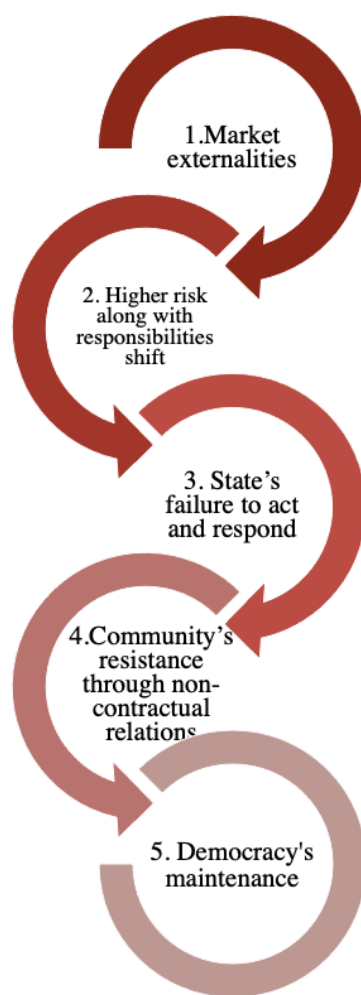 1.Market
externalities
2. Higher risk
along with
responsibilities
shift
3. State’s
failure to act
and respond
4.Community’s
resistance
through non-
contractual
relations
5. Democracy's
maintenance